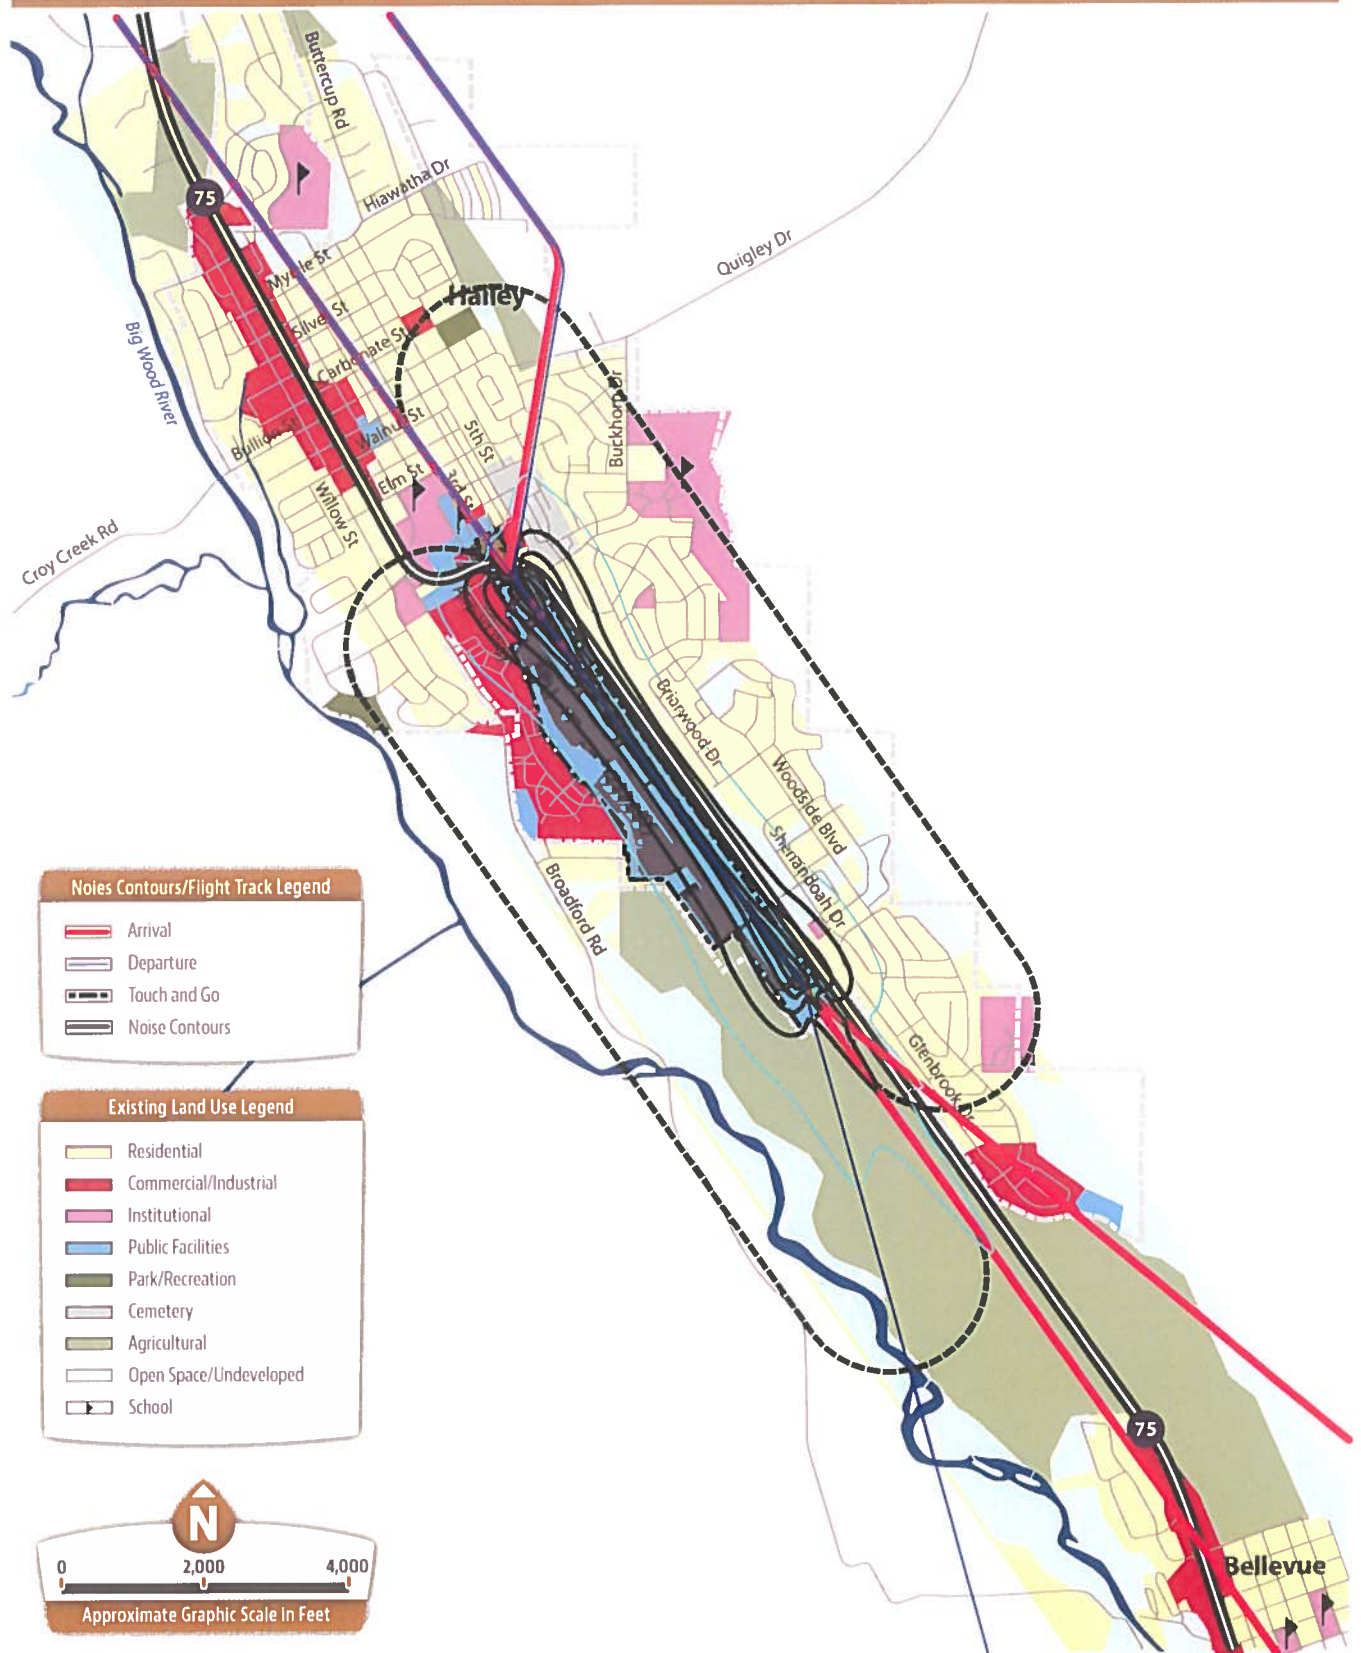 Buttercup Rd
Hiawatha Dr
75
Quigley Dr
Myrtle St
Hailey
Silver St
Carbonate St
Big Wood River
Buckhorn Dr
Walnut St
Bullion St
5th St
Elm St
3rd St
Willow St
Croy Creek Rd
Briarwood Dr
Woodside Blvd
Shenandoah Dr
Broadford Rd
Glenbrook Dr
Noies Contours/Flight Track Legend
Arrival
Departure
Touch and Go
Noise Contours
Existing Land Use Legend
Residential
Commercial/Industrial
Institutional
Public Facilities
Park/Recreation
Cemetery
Agricultural
Open Space/Undeveloped
School
75
N
0 2,000 4,000
Approximate Graphic Scale In Feet
Bellevue